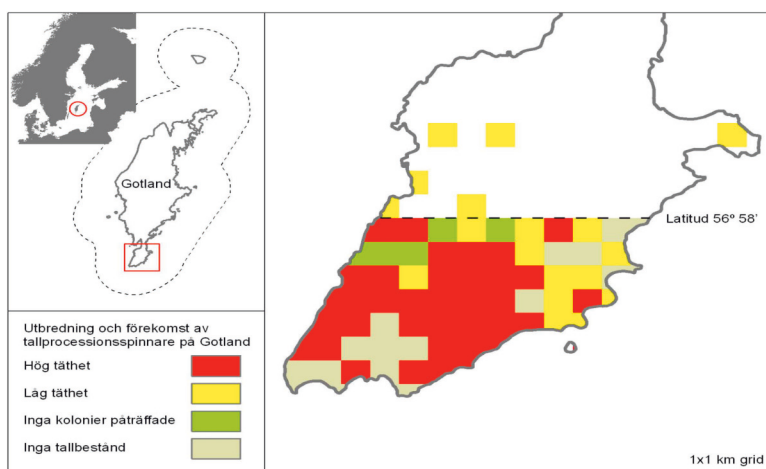 Gotland
Latitud 56° 58'
Utbredning och förekomst av
tallprocessionsspinnare på Gotland
Hög täthet
Låg täthet
Inga kolonier påträffade
Inga tallbestånd
1x1 km grid